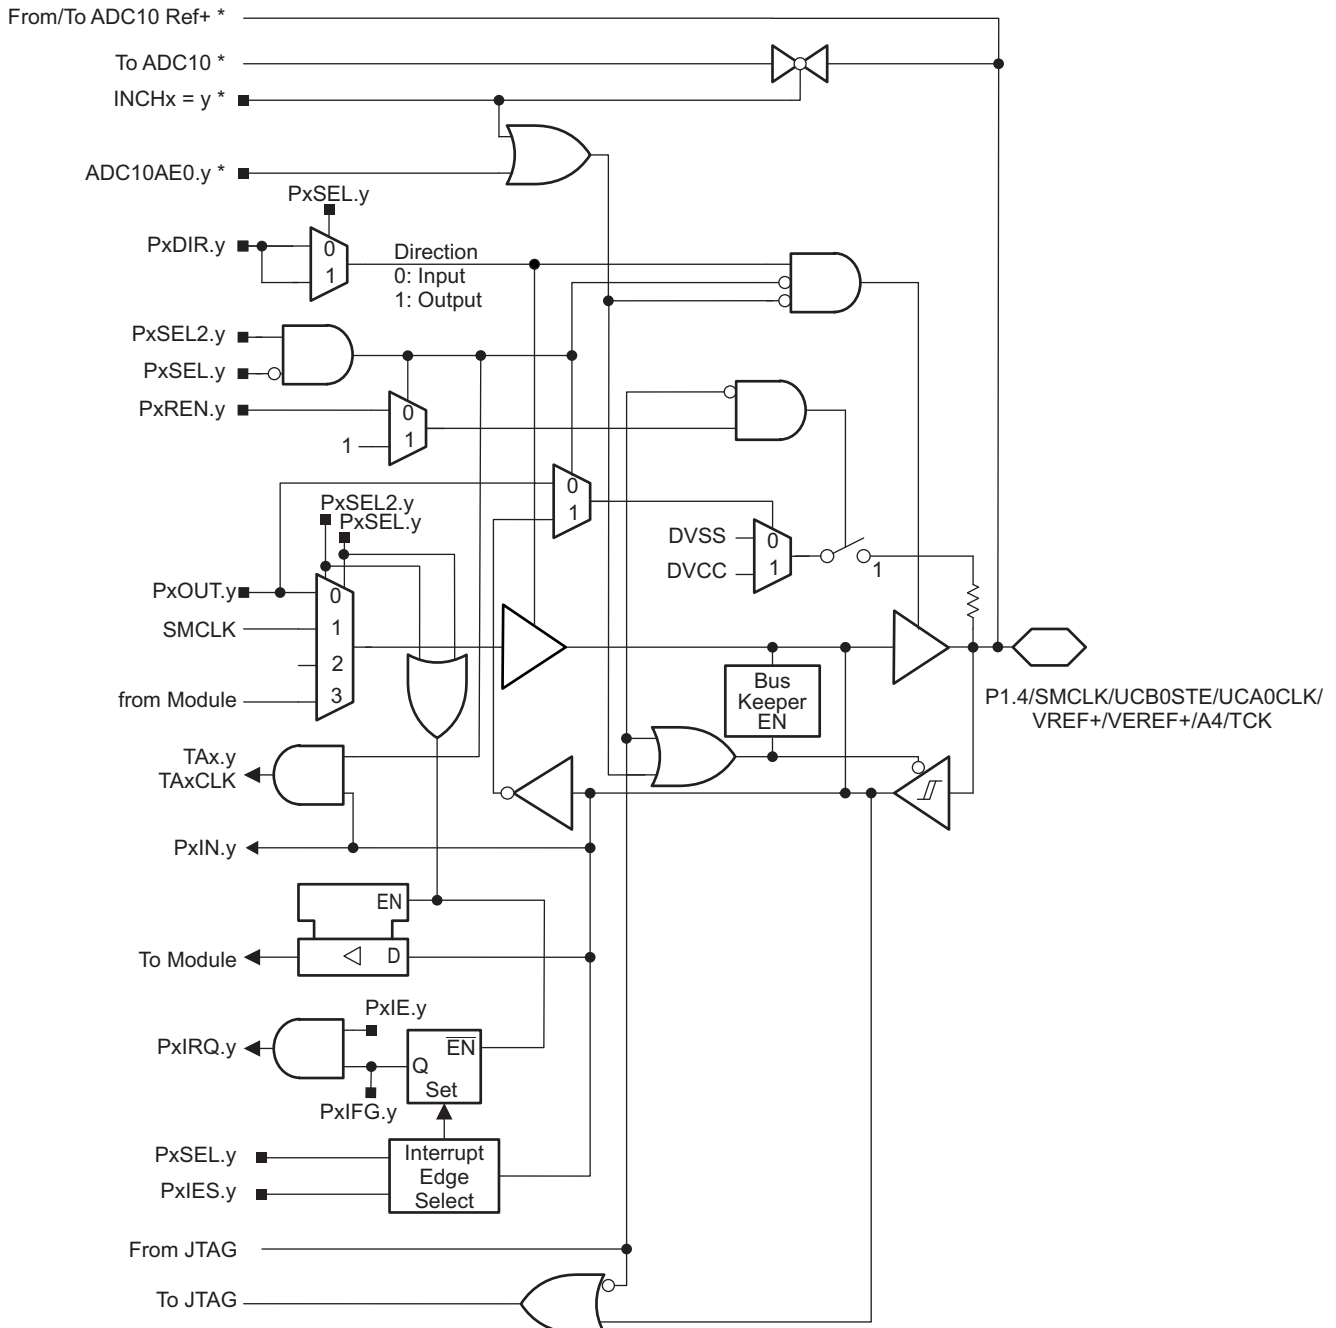 From/To ADC10 Ref+ *
To ADC10 *
INCHx = y *
ADC10AE0.y *
PxSEL.y
PxDIR.y
0
1
Direction
0: Input
1: Output
PxSEL2.y
PxSEL.y
PxREN.y
0
1
1
0
1
PxSEL2.y
PxSEL.y
DVSS
DVCC
0
1
1
PxOUT.y
SMCLK
from Module
0
1
2
3
Bus
Keeper
EN
P1.4/SMCLK/UCB0STE/UCA0CLK/
VREF+/VEREF+/A4/TCK
TAx.y
TAxCLK
PxIN.y
EN
D
To Module
PxIE.y
PxIRQ.y
EN
Q
Set
PxIFG.y
PxSEL.y
PxIES.y
Interrupt
Edge
Select
From JTAG
To JTAG